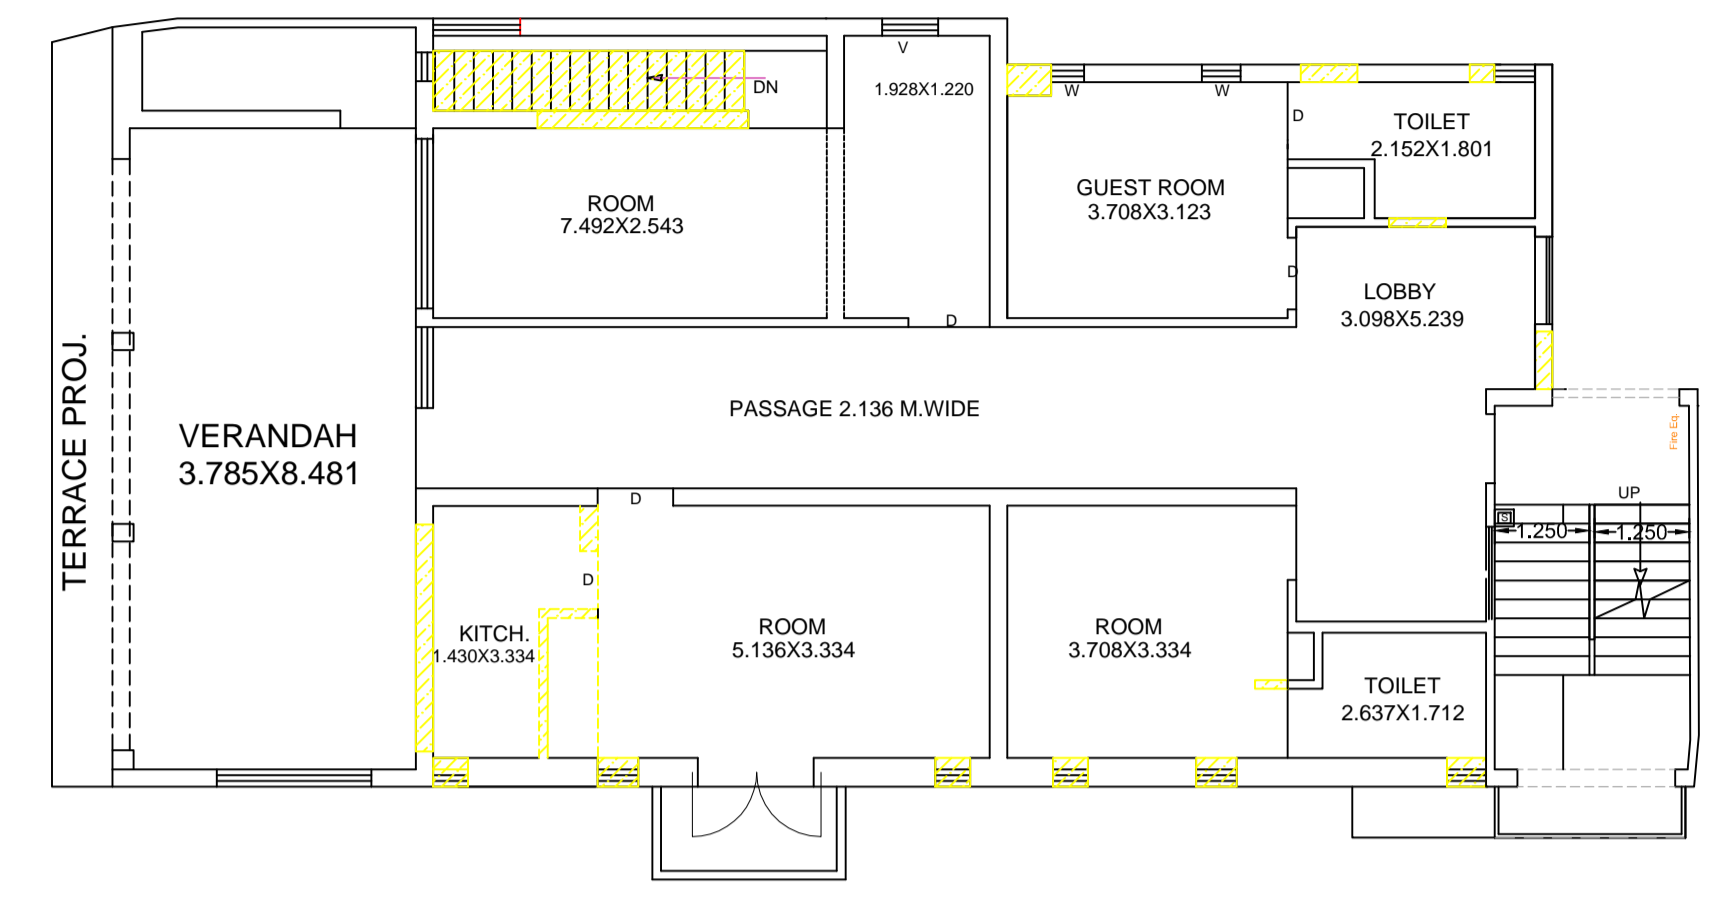 V
DN
1.928X1.220
W
W
D
TOILET
2.152X1.801
ROOM
7.492X2.543
GUEST ROOM
3.708X3.123
D
LOBBY
3.098X5.239
D
TERRACE PROJ.
VERANDAH
3.785X8.481
PASSAGE 2.136 M.WIDE
Fire Eq.
D
UP
S
1.250
1.250
D
KITCH.
1.430X3.334
ROOM
5.136X3.334
ROOM
3.708X3.334
TOILET
2.637X1.712